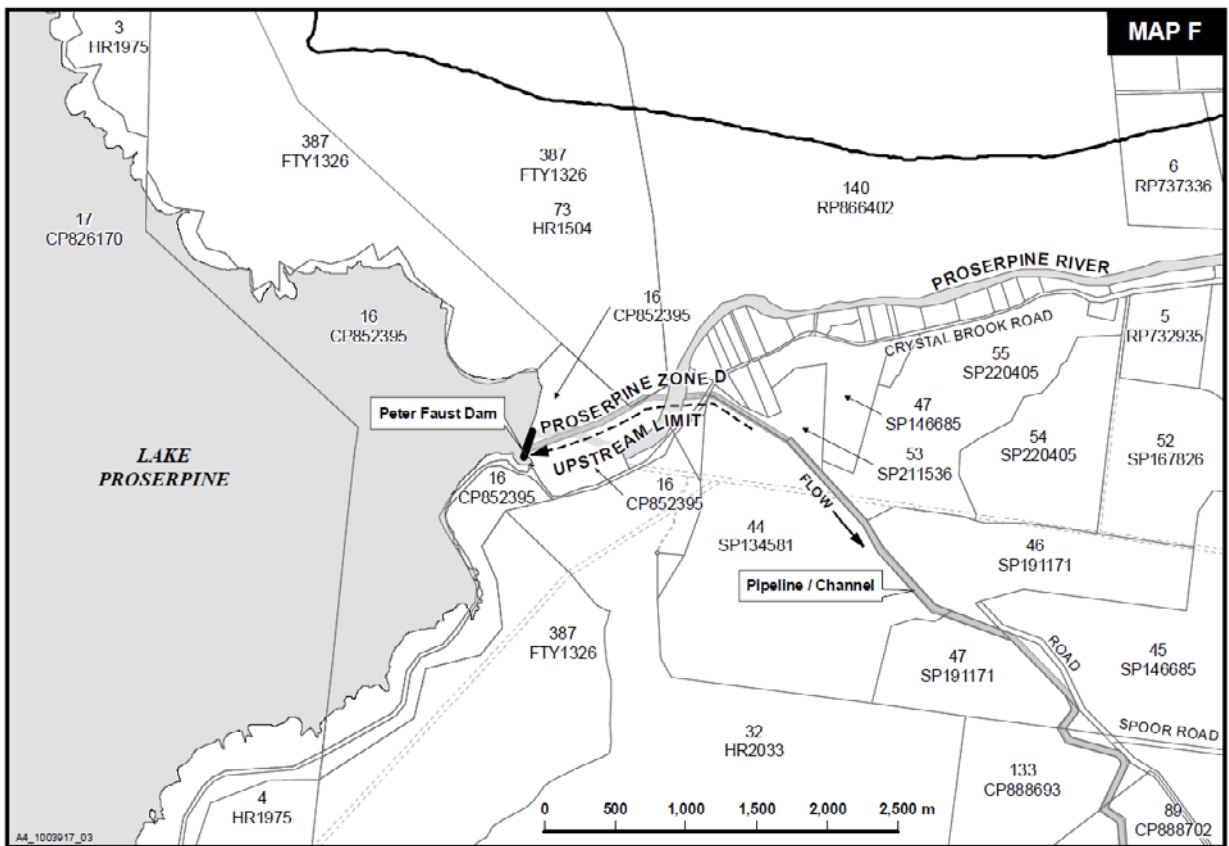 MAP F
3
HR1975
387
FTY1326
387
FTY1326
73
HR1504
140
RP866402
6
RP737336
17
CP826170
PROSERPINE RIVER
16
CP852395
16
CP852395
CRYSTAL BROOK ROAD
5
RP732935
55
SP220405
PROSERPINE ZONE D
Peter Faust Dam
47
SP146685
UPSTREAM LIMIT
54
SP220405
52
SP167826
53
SP211536
LAKE
PROSERPINE
16
CP852395
16
CP852395
FLOW
44
SP134581
46
SP191171
Pipeline / Channel
387
FTY1326
ROAD
47
SP191171
45
SP146685
SPOOR ROAD
32
HR2033
133
CP888693
4
HR1975
89
CP888702
0 500 1,000 1,500 2,000 2,500 m
A4_1003917_03